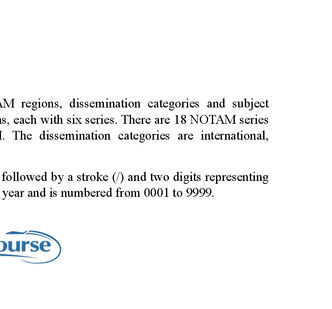 AM regions, dissemination categories and subject
ns, each with six series. There are 18 NOTAM series
. The dissemination categories are international,
followed by a stroke (/) and two digits representing
year and is numbered from 0001 to 9999.
ourse